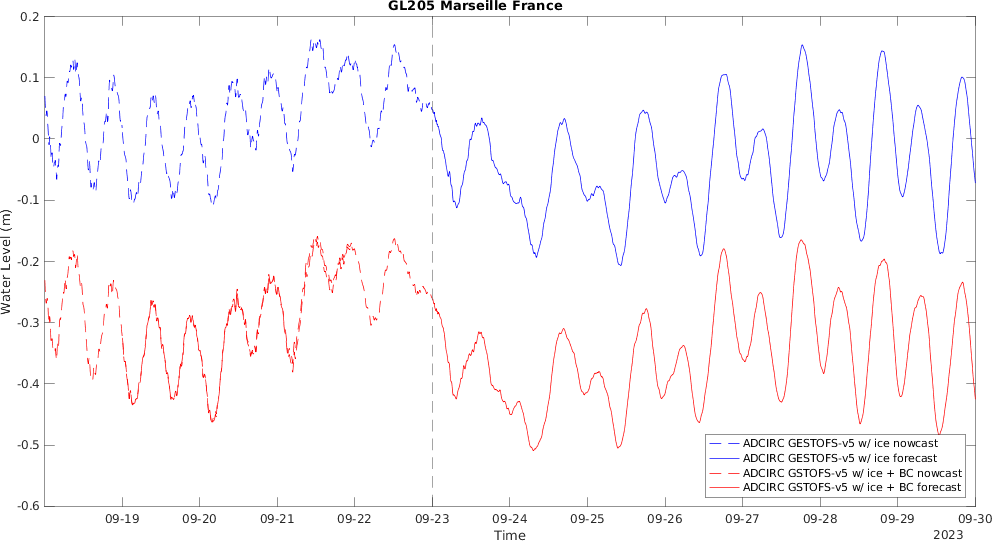 GL205 Marseille France
0.2
0.1
0
-0.1
-0.2
-0.3
-0.4
-0.5
-0.6
Water Level (m)
ADCIRC GESTOFS-v5 w/ ice nowcast
ADCIRC GESTOFS-v5 w/ ice forecast
ADCIRC GSTOFS-v5 w/ ice + BC nowcast
ADCIRC GSTOFS-v5 w/ ice + BC forecast
09-19 09-20 09-21 09-22 09-23 09-24 09-25 09-26 09-27 09-28 09-29 09-30
Time
2023